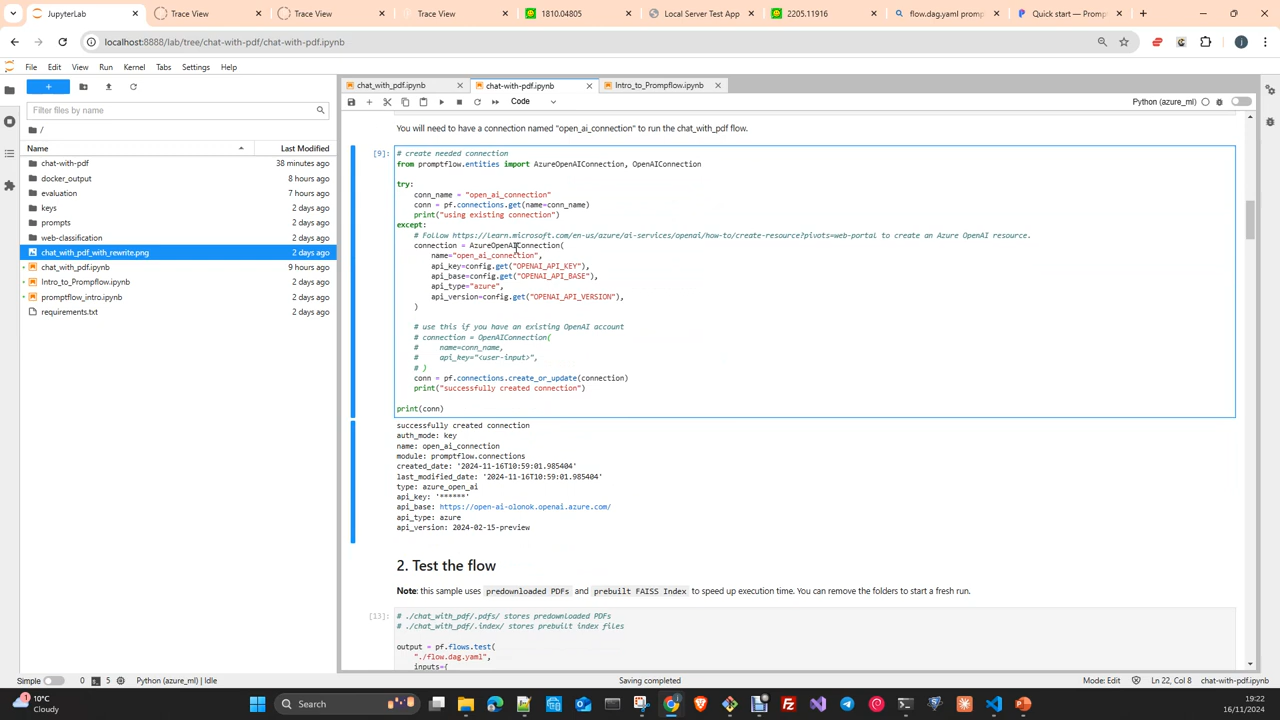 JupyterLab
Trace View
Trace View
Trace View
1810.04805
Local Server Test App
2205.11916
flow.dag.yaml promp
Quick start — Promp
localhost:8888/lab/tree/chat-with-pdf/chat-with-pdf.ipynb
File Edit View Run Kernel Tabs Settings Help
Filter files by name
/
Name Last Modified
chat-with-pdf 38 minutes ago
docker_output 8 hours ago
evaluation 7 hours ago
keys 2 days ago
prompts 2 days ago
web-classification 2 days ago
chat_with_pdf_with_rewrite.png 2 days ago
chat_with_pdf.ipynb 9 hours ago
Intro_to_Prompflow.ipynb 2 days ago
promptflow_intro.ipynb 2 days ago
requirements.txt 2 days ago
chat_with_pdf.ipynb
chat-with-pdf.ipynb
Intro_to_Prompflow.ipynb
Code
Python (azure_ml)
You will need to have a connection named "open_ai_connection" to run the chat_with_pdf flow.
[9]:
# create needed connection
from promptflow.entities import AzureOpenAIConnection, OpenAIConnection
try:
conn_name = "open_ai_connection"
conn = pf.connections.get(name=conn_name)
print("using existing connection")
except:
# Follow https://learn.microsoft.com/en-us/azure/ai-services/openai/how-to/create-resource?pivots=web-portal to create an Azure OpenAI resource.
connection = AzureOpenAIConnection(
name="open_ai_connection",
api_key=config.get("OPENAI_API_KEY"),
api_base=config.get("OPENAI_API_BASE"),
api_type="azure",
api_version=config.get("OPENAI_API_VERSION"),
)
# use this if you have an existing OpenAI account
# connection = OpenAIConnection(
#     name=conn_name,
#     api_key="<user-input>",
# )
conn = pf.connections.create_or_update(connection)
print("successfully created connection")
print(conn)
successfully created connection
auth_mode: key
name: open_ai_connection
module: promptflow.connections
created_date: '2024-11-16T10:59:01.985404'
last_modified_date: '2024-11-16T10:59:01.985404'
type: azure_open_ai
api_key: '******'
api_base: https://open-ai-olonok.openai.azure.com/
api_type: azure
api_version: 2024-02-15-preview
2. Test the flow
Note: this sample uses predownloaded PDFs and prebuilt FAISS Index to speed up execution time. You can remove the folders to start a fresh run.
[13]:
# ./chat_with_pdf/.pdfs/ stores predownloaded PDFs
# ./chat_with_pdf/.index/ stores prebuilt index files
output = pf.flows.test(
"./flow.dag.yaml",
inputs={
Simple 0 5 Python (azure_ml) | Idle Saving completed Mode: Edit Ln 22, Col 8 chat-with-pdf.ipynb
10°C
Cloudy
Search
19:22
16/11/2024